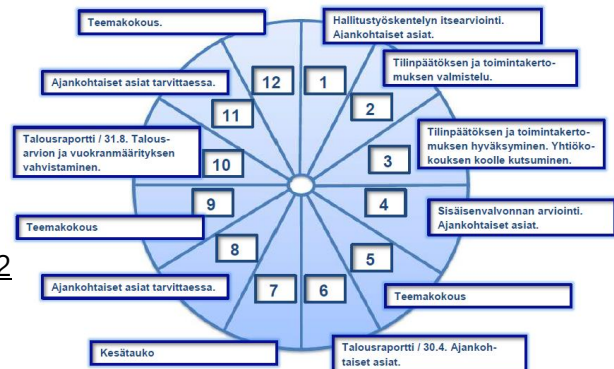 Hallitustyöskentelyn itsearviointi.
Ajankohtaiset asiat.
1
Tilinpäätöksen ja toimintakerto-
muksen valmistelu.
2
Tilinpäätöksen ja toimintakerto-
muksen hyväksyminen. Yhtiöko-
kouksen koolle kutsuminen.
3
Sisäisenvalvonnan arviointi.
Ajankohtaiset asiat.
4
Teemakokous
5
Talousraportti / 30.4. Ajankoh-
taiset asiat.
6
Kesätauko
7
Ajankohtaiset asiat tarvittaessa.
8
Teemakokous
9
Talousraportti / 31.8. Talous-
arvion ja vuokranmäärityksen
vahvistaminen.
10
Ajankohtaiset asiat tarvittaessa.
11
Teemakokous.
12
2